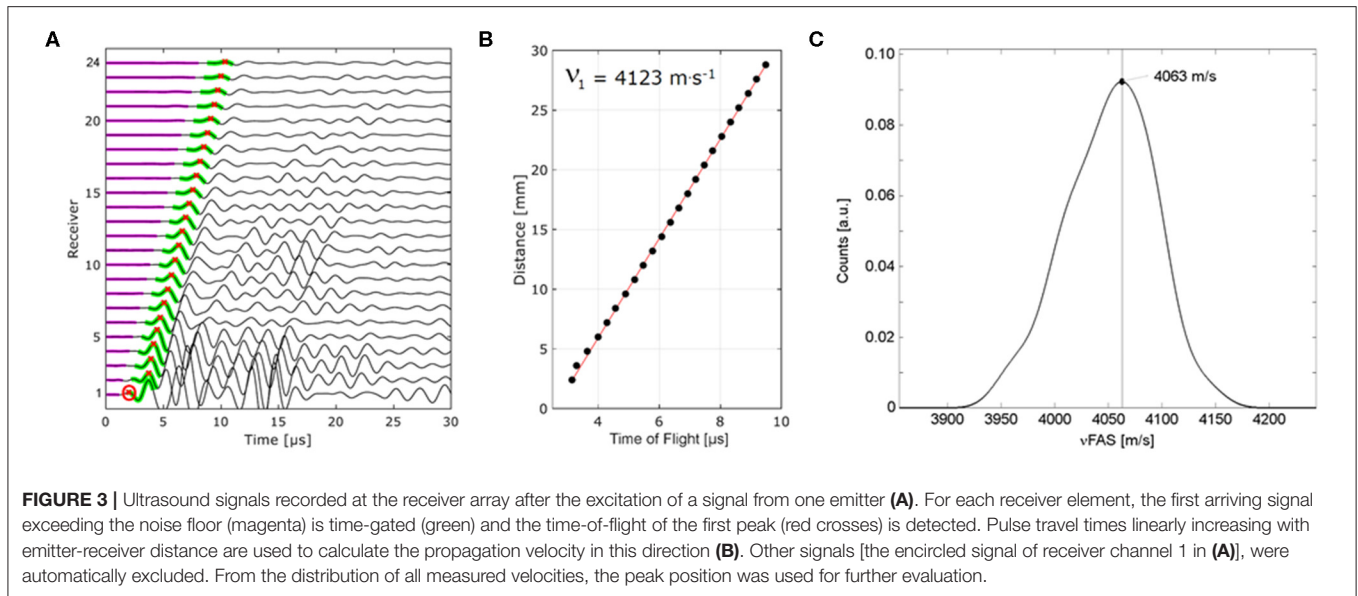 A
B
C
24
20
15
10
5
1
Receiver
0
5
10
15
20
25
30
Time [µs]
30
25
20
15
10
5
0
Distance [mm]
ν₁ = 4123 m·s⁻¹
4
6
8
10
Time of Flight [µs]
0.10
0.08
0.06
0.04
0.02
0
Counts [a.u.]
4063 m/s
3900
3950
4000
4050
4100
4150
4200
vFAS [m/s]
FIGURE 3 | Ultrasound signals recorded at the receiver array after the excitation of a signal from one emitter (A). For each receiver element, the first arriving signal
exceeding the noise floor (magenta) is time-gated (green) and the time-of-flight of the first peak (red crosses) is detected. Pulse travel times linearly increasing with
emitter-receiver distance are used to calculate the propagation velocity in this direction (B). Other signals [the encircled signal of receiver channel 1 in (A)], were
automatically excluded. From the distribution of all measured velocities, the peak position was used for further evaluation.